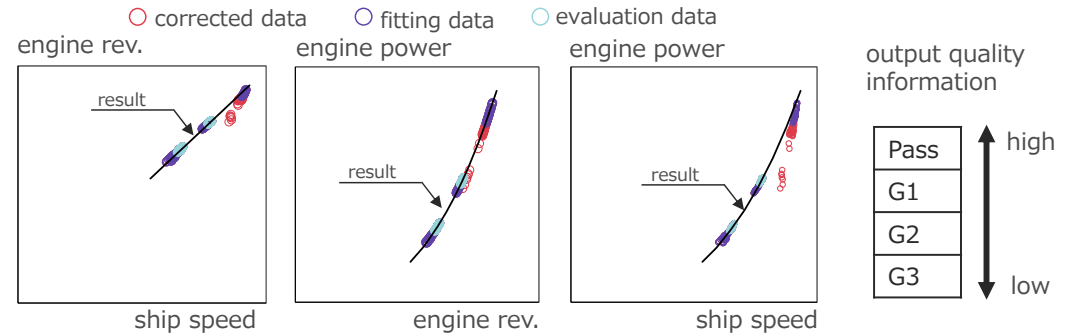 corrected data
fitting data
evaluation data
engine rev.
result
ship speed
engine power
result
engine rev.
engine power
result
ship speed
output quality
information
Pass
G1
G2
G3
high
low